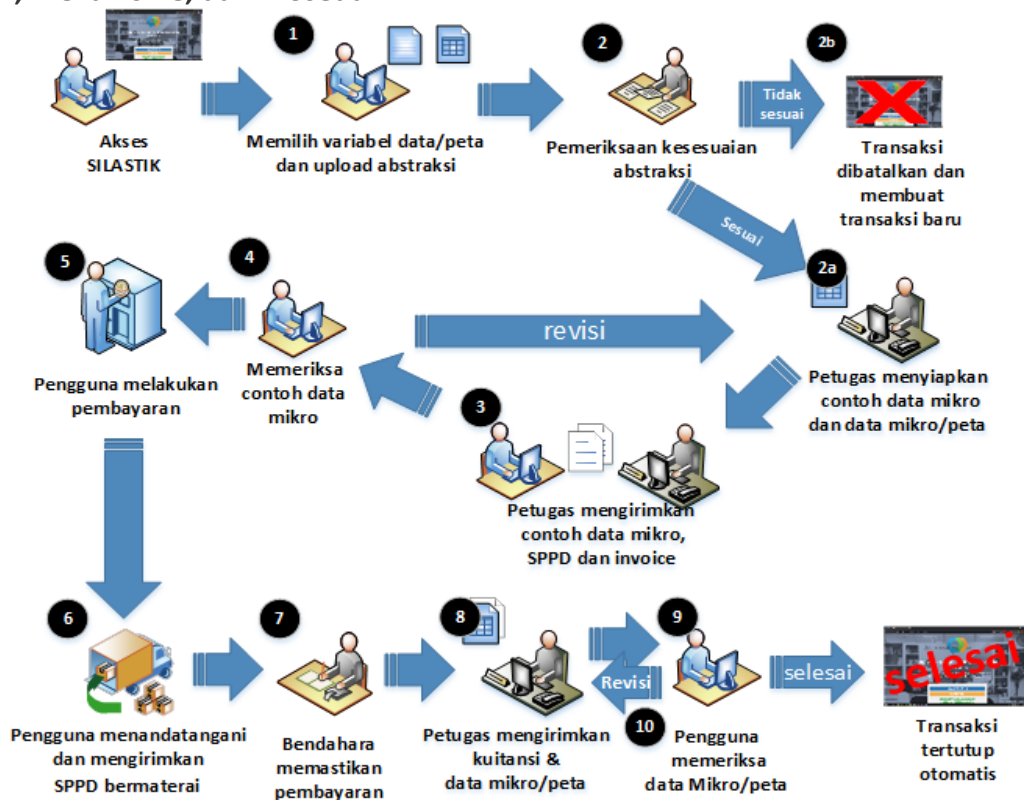 1
2
2b
Akses
SILASTIK
Memilih variabel data/peta
dan upload abstraksi
Pemeriksaan kesesuaian
abstraksi
Tidak
sesuai
Transaksi
dibatalkan dan
membuat
transaksi baru
Sesuai
2a
Petugas menyiapkan
contoh data mikro
dan data mikro/peta
revisi
3
Petugas mengirimkan
contoh data mikro,
SPPD dan invoice
4
Memeriksa
contoh data
mikro
5
Pengguna melakukan
pembayaran
6
Pengguna menandatangani
dan mengirimkan
SPPD bermaterai
7
Bendahara
memastikan
pembayaran
8
Petugas mengirimkan
kuitansi &
data mikro/peta
Revisi
9
10
Pengguna
memeriksa
data Mikro/peta
selesai
selesai
Transaksi
tertutup
otomatis